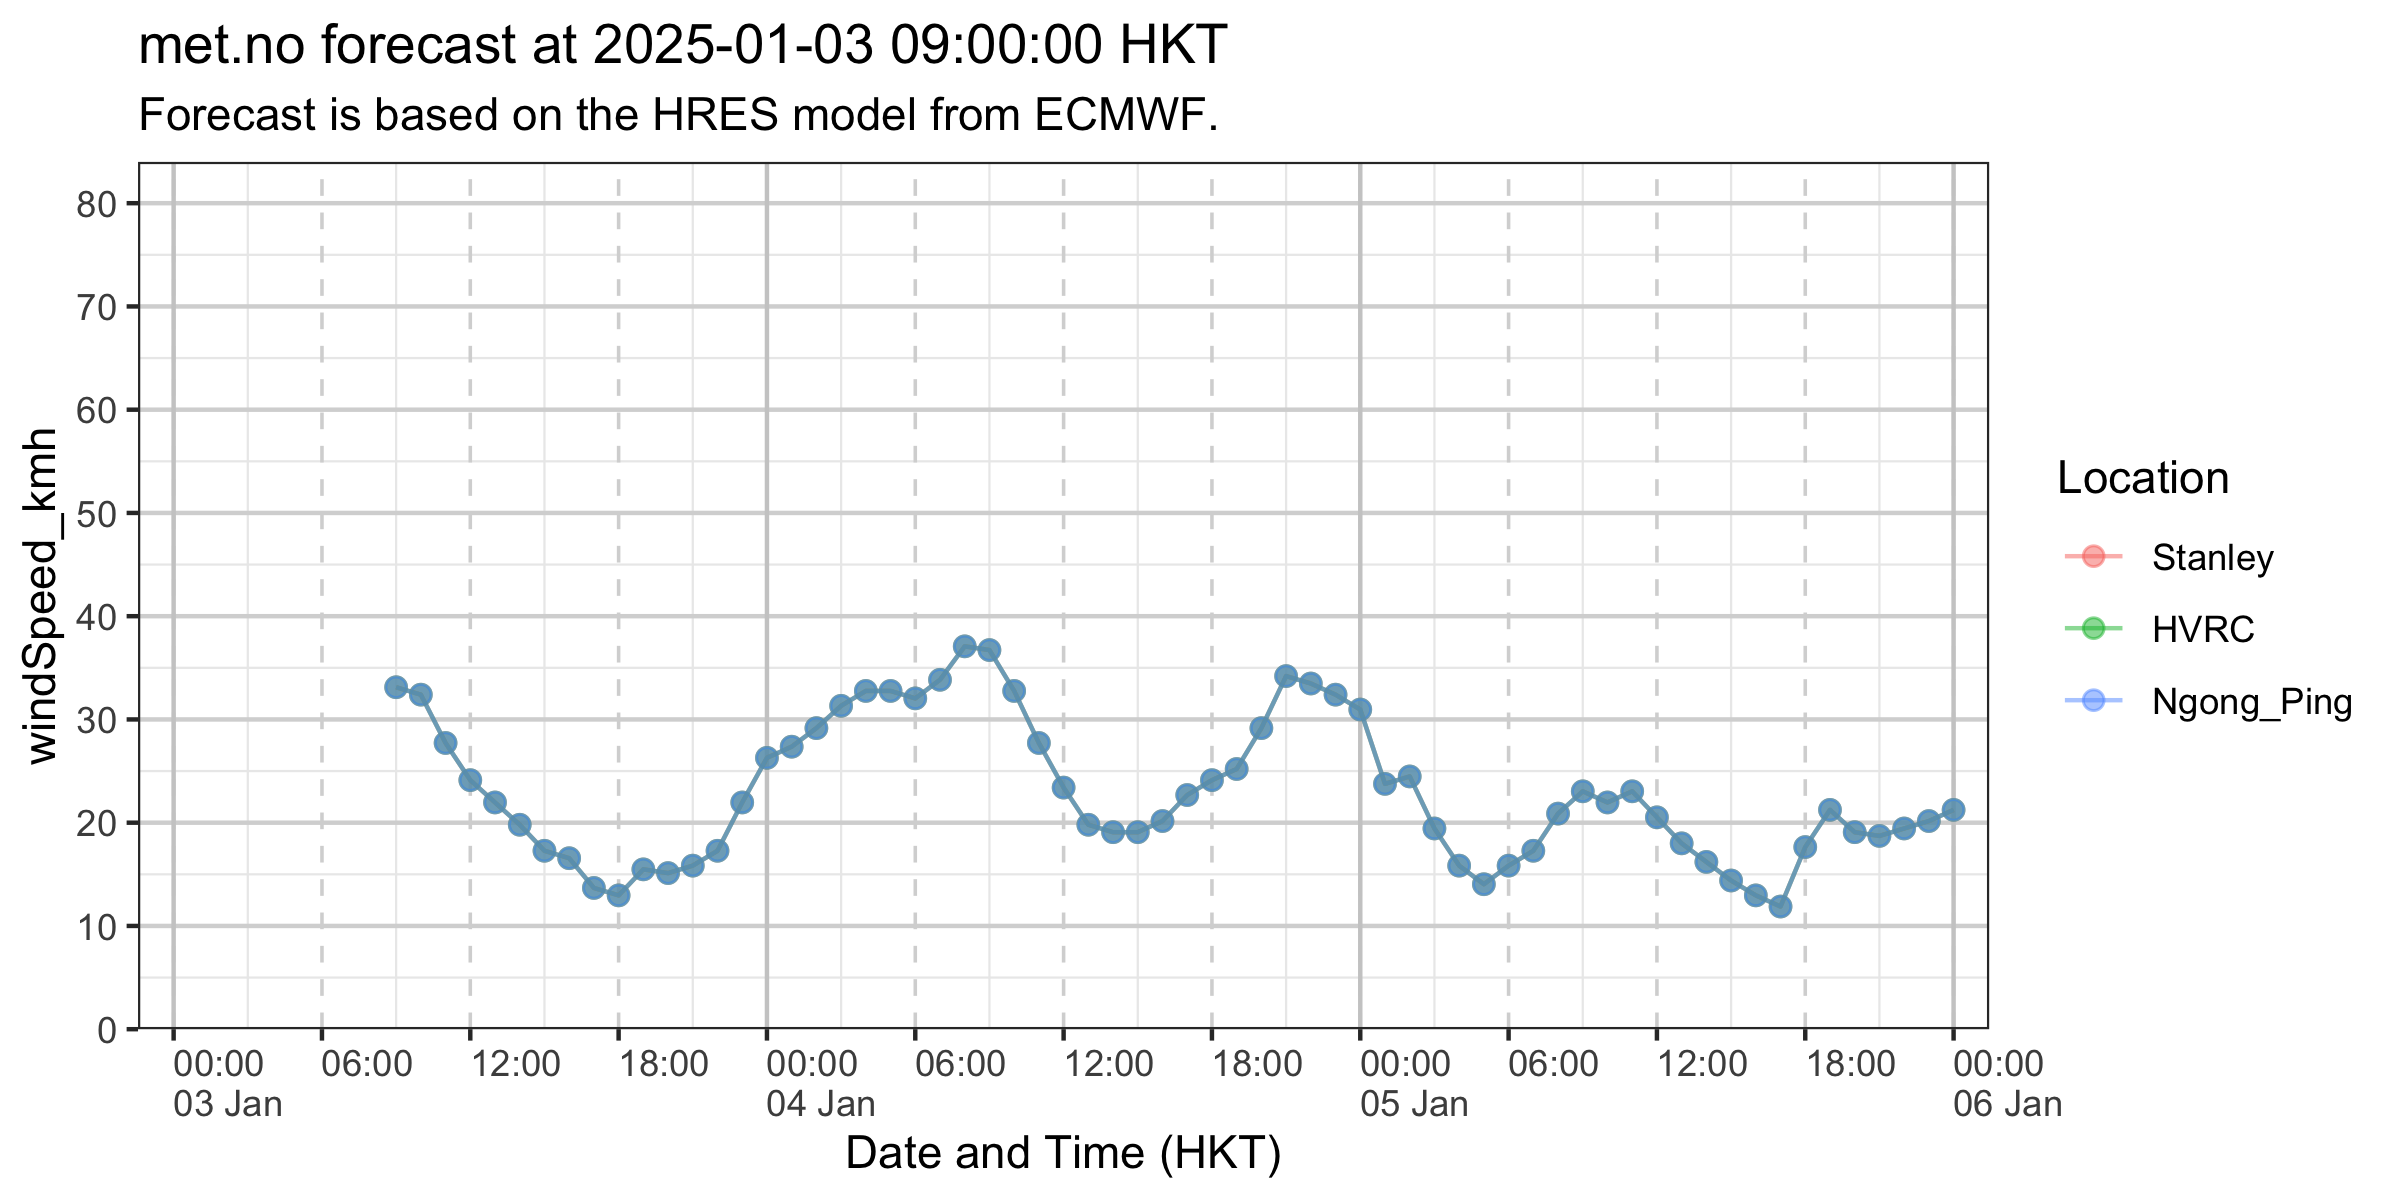 met.no forecast at 2025-01-03 09:00:00 HKT
Forecast is based on the HRES model from ECMWF.
windSpeed_kmh
80
70
60
50
40
30
20
10
0
00:00 06:00 12:00 18:00 00:00 06:00 12:00 18:00 00:00 06:00 12:00 18:00 00:00
03 Jan 04 Jan 05 Jan 06 Jan
Date and Time (HKT)
Location
Stanley
HVRC
Ngong_Ping